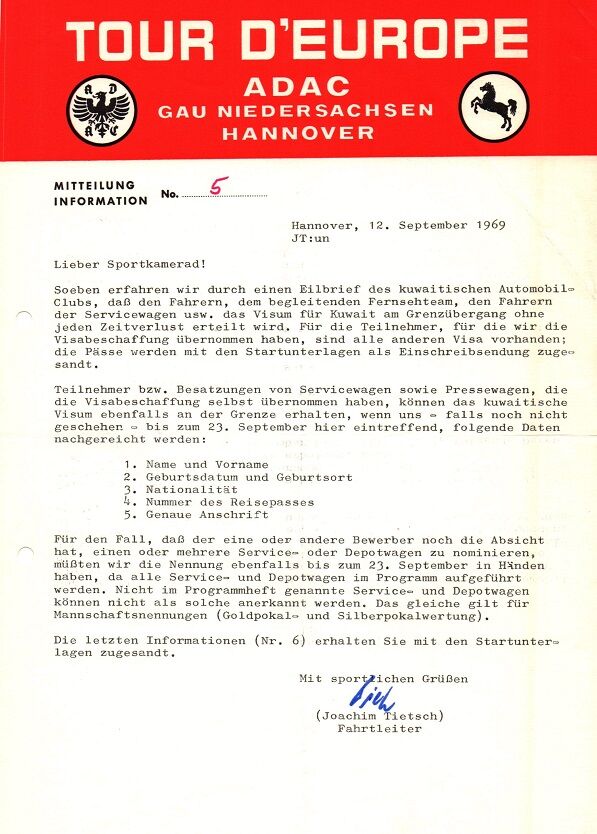 TOUR D'EUROPE
ADAC
GAU NIEDERSACHSEN
HANNOVER
ADAC
MITTEILUNG
INFORMATION No. 5
Hannover, 12. September 1969
JT:un
Lieber Sportkamerad!
Soeben erfahren wir durch einen Eilbrief des kuwaitischen Automobil-
Clubs, daß den Fahrern, dem begleitenden Fernsehteam, den Fahrern
der Servicewagen usw. das Visum für Kuwait am Grenzübergang ohne
jeden Zeitverlust erteilt wird. Für die Teilnehmer, für die wir die
Visabeschaffung übernommen haben, sind alle anderen Visa vorhanden;
die Pässe werden mit den Startunterlagen als Einschreibsendung zuge-
sandt.
Teilnehmer bzw. Besatzungen von Servicewagen sowie Pressewagen, die
die Visabeschaffung selbst übernommen haben, können das kuwaitische
Visum ebenfalls an der Grenze erhalten, wenn uns - falls noch nicht
geschehen - bis zum 23. September hier eintreffend, folgende Daten
nachgereicht werden:
1. Name und Vorname
2. Geburtsdatum und Geburtsort
3. Nationalität
4. Nummer des Reisepasses
5. Genaue Anschrift
Für den Fall, daß der eine oder andere Bewerber noch die Absicht
hat, einen oder mehrere Service- oder Depotwagen zu nominieren,
müßten wir die Nennung ebenfalls bis zum 23. September in Händen
haben, da alle Service- und Depotwagen im Programm aufgeführt
werden. Nicht im Programmheft genannte Service- und Depotwagen
können nicht als solche anerkannt werden. Das gleiche gilt für
Mannschaftsnennungen (Goldpokal- und Silberpokalwertung).
Die letzten Informationen (Nr. 6) erhalten Sie mit den Startunter-
lagen zugesandt.
Mit sportlichen Grüßen
(Joachim Tietsch)
Fahrtleiter